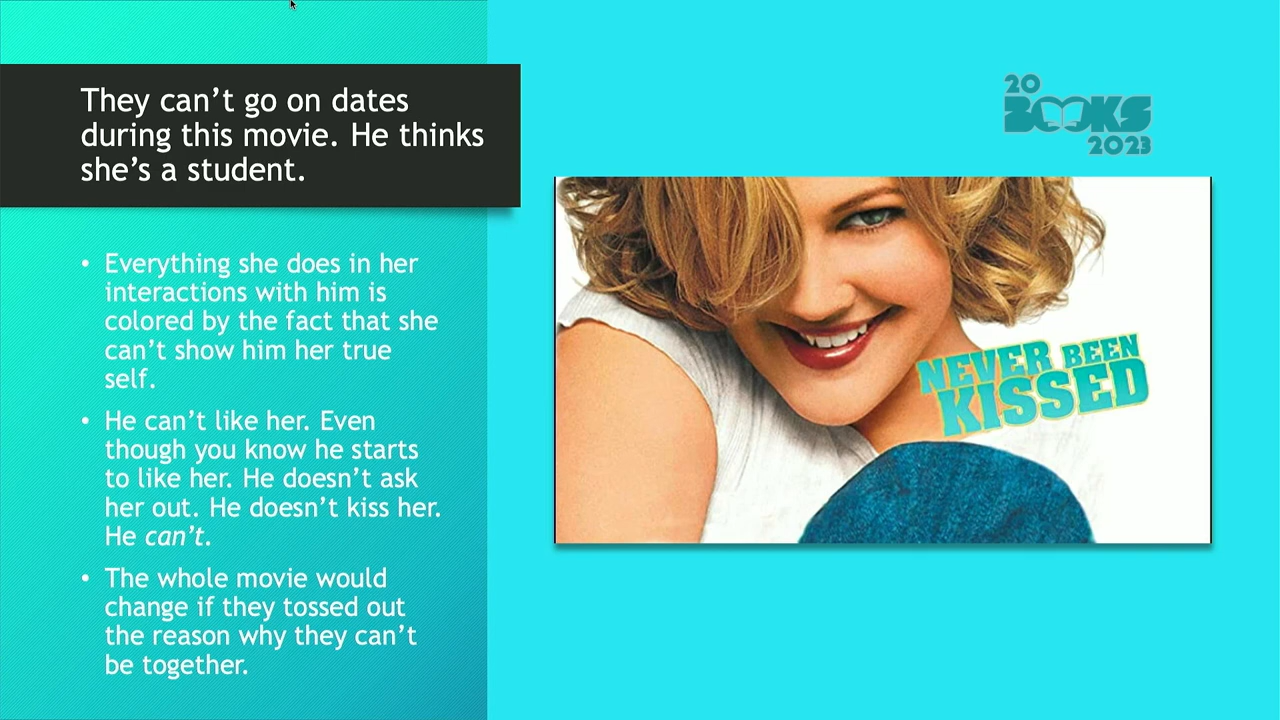 They can’t go on dates
during this movie. He thinks
she’s a student.
• Everything she does in her
interactions with him is
colored by the fact that she
can’t show him her true
self.
• He can’t like her. Even
though you know he starts
to like her. He doesn’t ask
her out. He doesn’t kiss her.
He can’t.
• The whole movie would
change if they tossed out
the reason why they can’t
be together.
20
BOOKS
2023
NEVER BEEN
KISSED